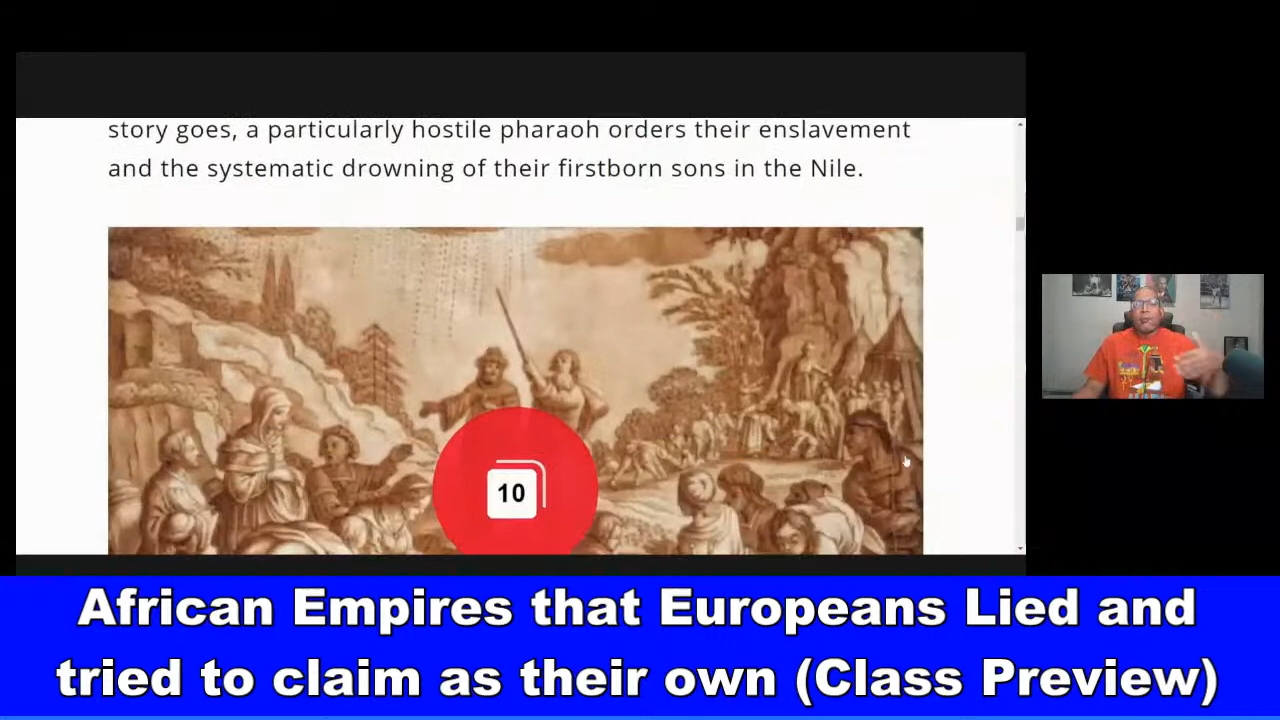 story goes, a particularly hostile pharaoh orders their enslavement
and the systematic drowning of their firstborn sons in the Nile.
10
African Empires that Europeans Lied and
tried to claim as their own (Class Preview)